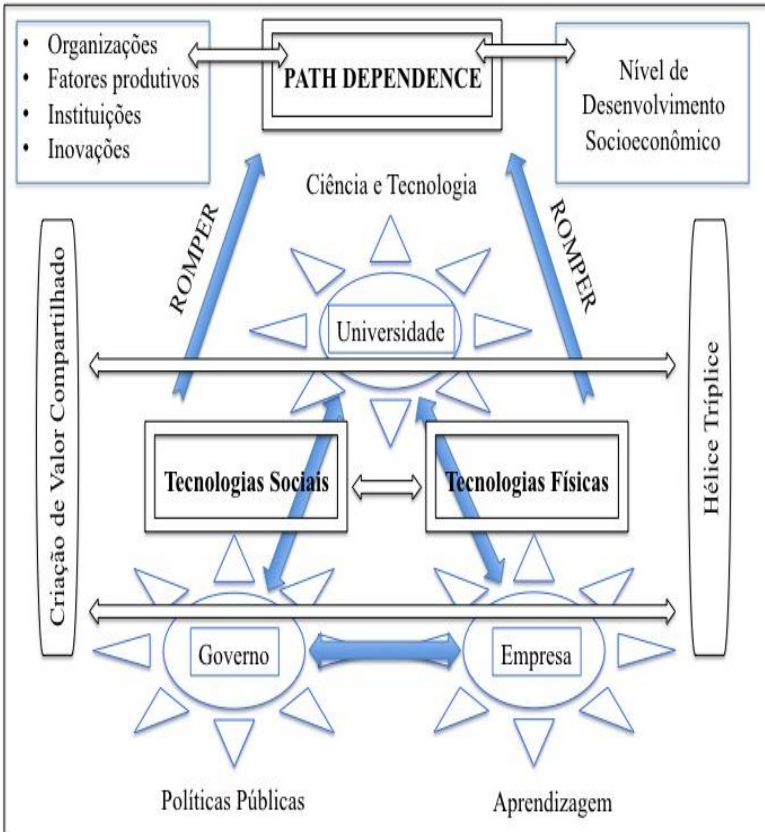 • Organizações
• Fatores produtivos
• Instituições
• Inovações
PATH DEPENDENCE
Nível de
Desenvolvimento
Socioeconômico
Ciência e Tecnologia
ROMPER
ROMPER
Criação de Valor Compartilhado
Universidade
Hélice Tríplice
Tecnologias Sociais
Tecnologias Físicas
Governo
Empresa
Políticas Públicas
Aprendizagem